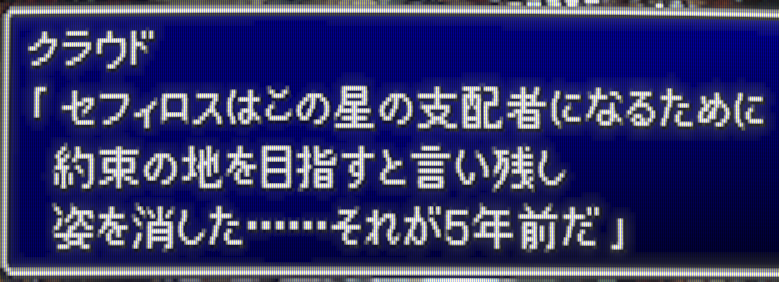 クラウド
「セフィロスはこの星の支配者になるために
約束の地を目指すと言い残し
姿を消した……それが5年前だ」